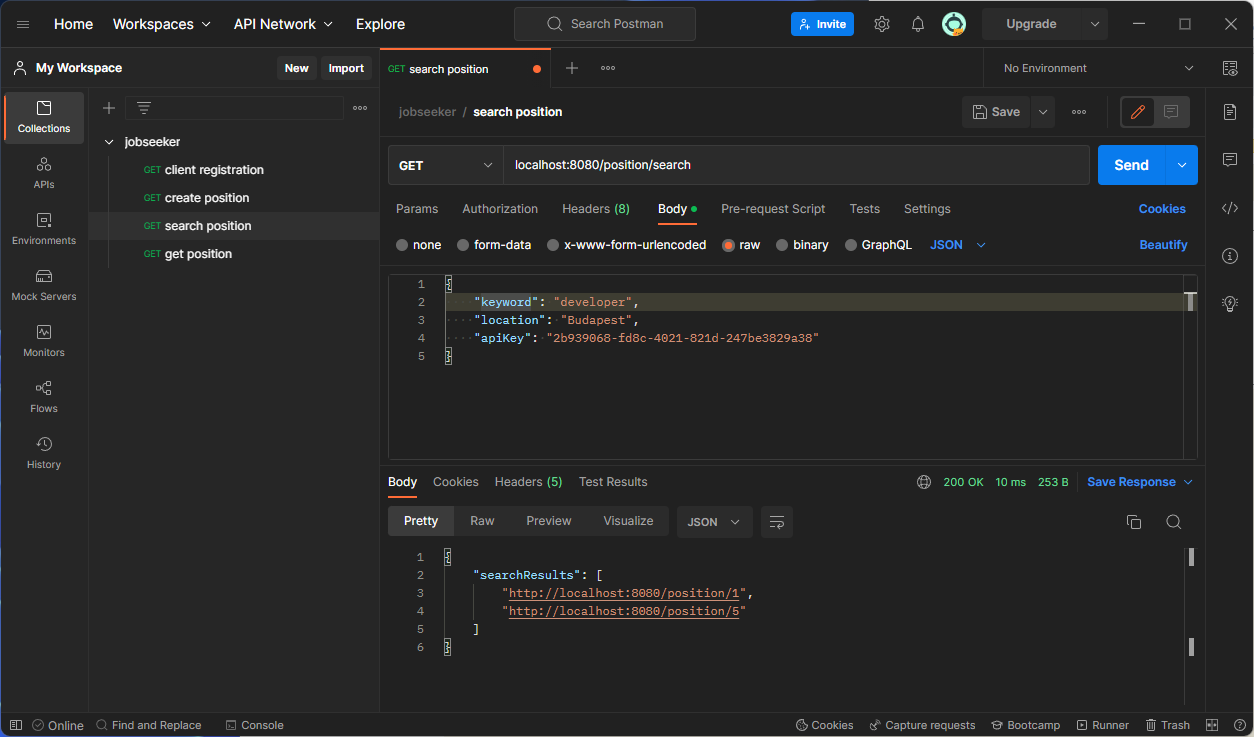 Home Workspaces API Network Explore Search Postman Invite Upgrade
My Workspace New Import GET search position No Environment
Collections
APIs
Environments
Mock Servers
Monitors
Flows
History
jobseeker
GET client registration
GET create position
GET search position
GET get position
jobseeker / search position Save
GET localhost:8080/position/search Send
Params Authorization Headers (8) Body Pre-request Script Tests Settings Cookies
none form-data x-www-form-urlencoded raw binary GraphQL JSON Beautify
1 {
2 "keyword": "developer",
3 "location": "Budapest",
4 "apiKey": "2b939068-fd8c-4021-821d-247be3829a38"
5 }
Body Cookies Headers (5) Test Results 200 OK 10 ms 253 B Save Response
Pretty Raw Preview Visualize JSON
1 {
2 "searchResults": [
3 "http://localhost:8080/position/1",
4 "http://localhost:8080/position/5"
5 ]
6 }
Online Find and Replace Console Cookies Capture requests Bootcamp Runner Trash